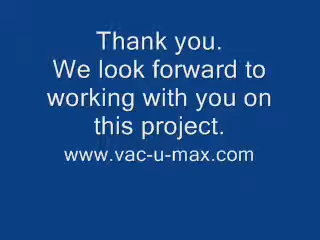 Thank you.
We look forward to
working with you on
this project.
www.vac-u-max.com